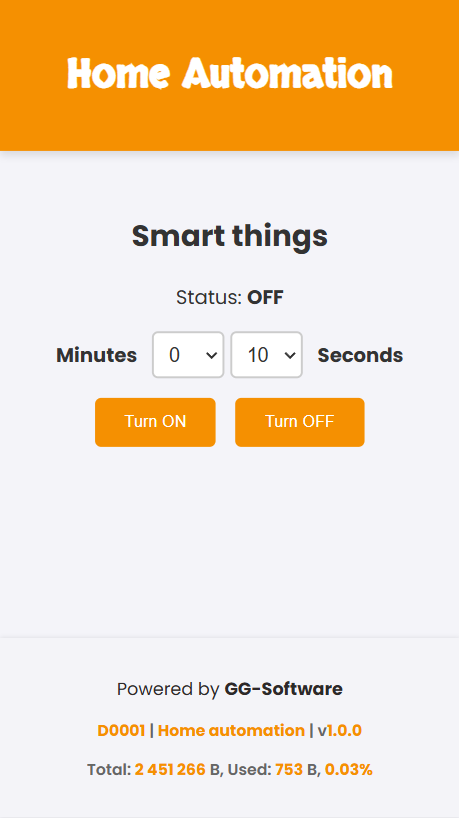 Home Automation
Smart things
Status: OFF
Minutes 0 10 Seconds
Turn ON Turn OFF
Powered by GG-Software
D0001 | Home automation | v1.0.0
Total: 2 451 266 B, Used: 753 B, 0.03%